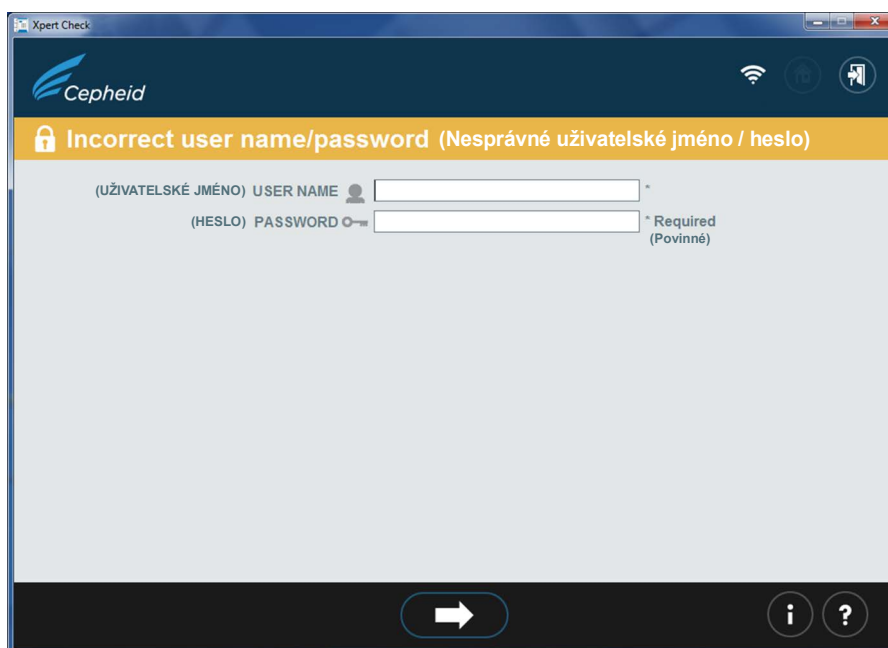 Xpert Check
Cepheid
Incorrect user name/password (Nesprávné uživatelské jméno / heslo)
(UŽIVATELSKÉ JMÉNO) USER NAME *
(HESLO) PASSWORD * Required
(Povinné)
i ?